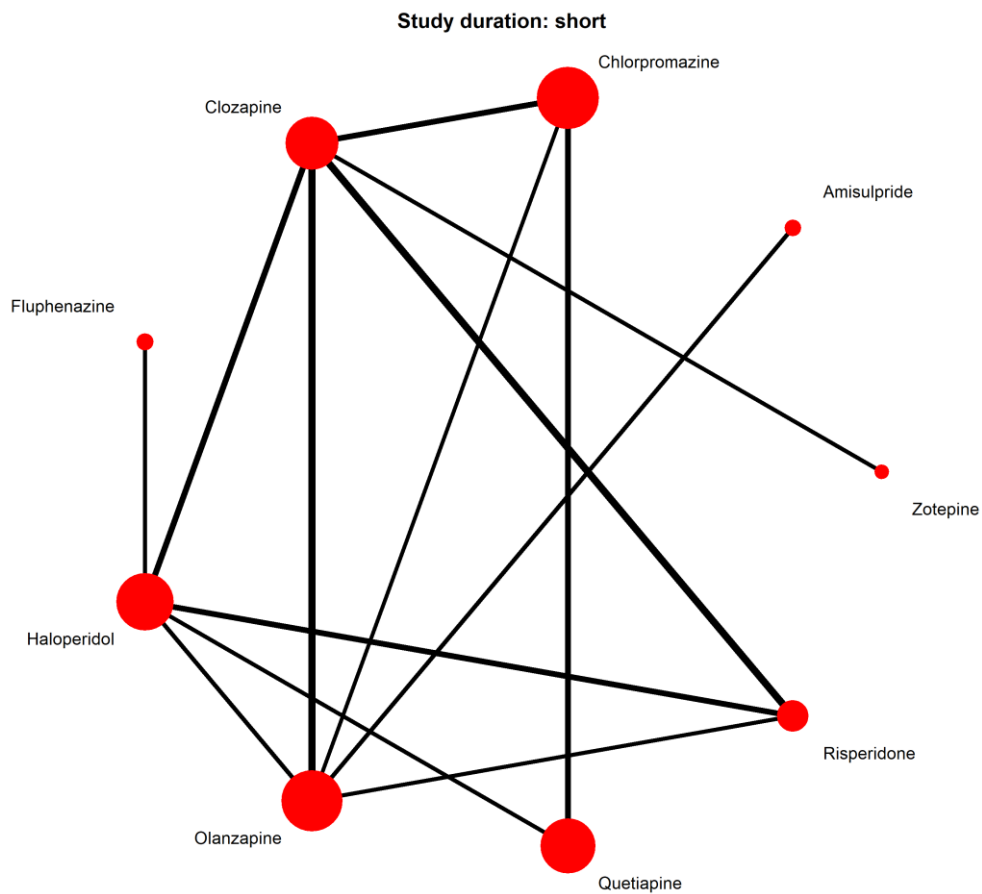 Study duration: short
Chlorpromazine
Clozapine
Amisulpride
Fluphenazine
Zotepine
Haloperidol
Risperidone
Olanzapine
Quetiapine